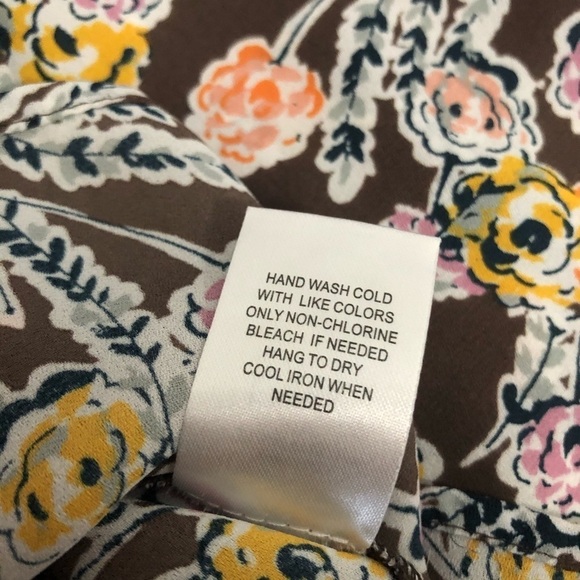 HAND WASH COLD
WITH LIKE COLORS
ONLY NON-CHLORINE
BLEACH IF NEEDED
HANG TO DRY
COOL IRON WHEN
NEEDED